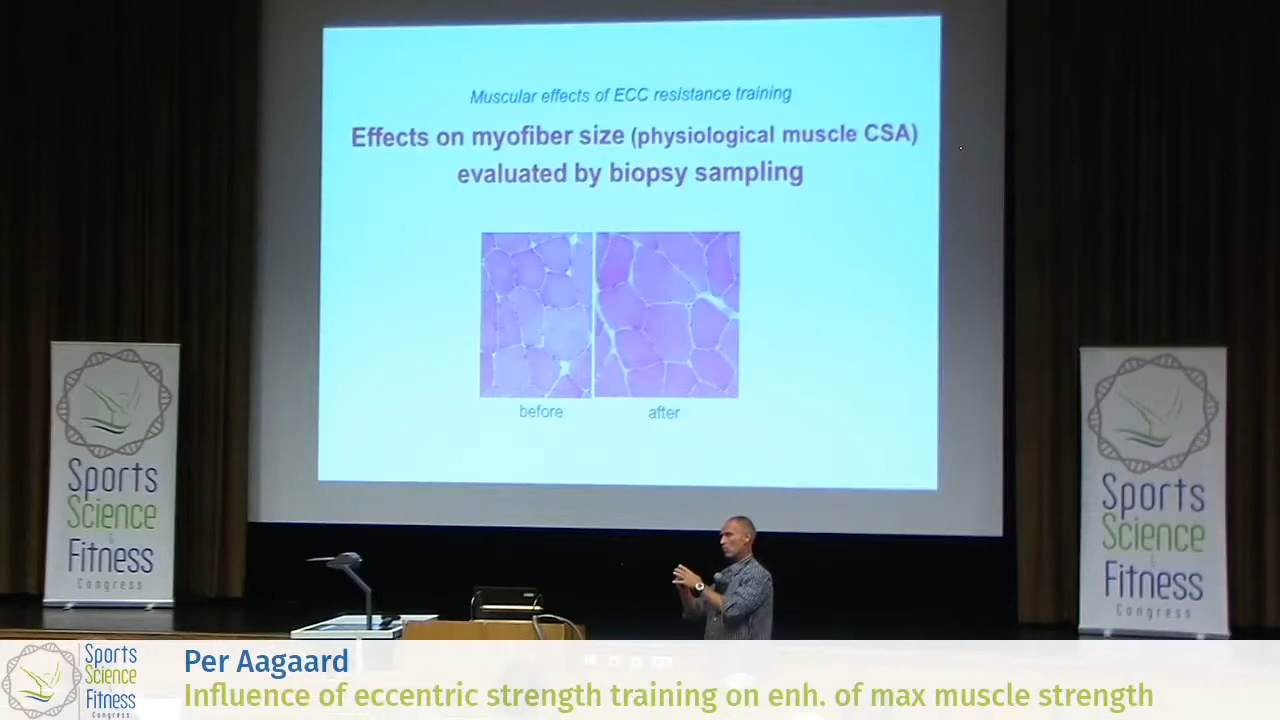 Muscular effects of ECC resistance training
Effects on myofiber size (physiological muscle CSA)
evaluated by biopsy sampling
before
after
Sports
Science
&
Fitness
Congress
Sports
Science
&
Fitness
Congress
Sports
Science
Fitness
Congress
Per Aagaard
Influence of eccentric strength training on enh. of max muscle strength